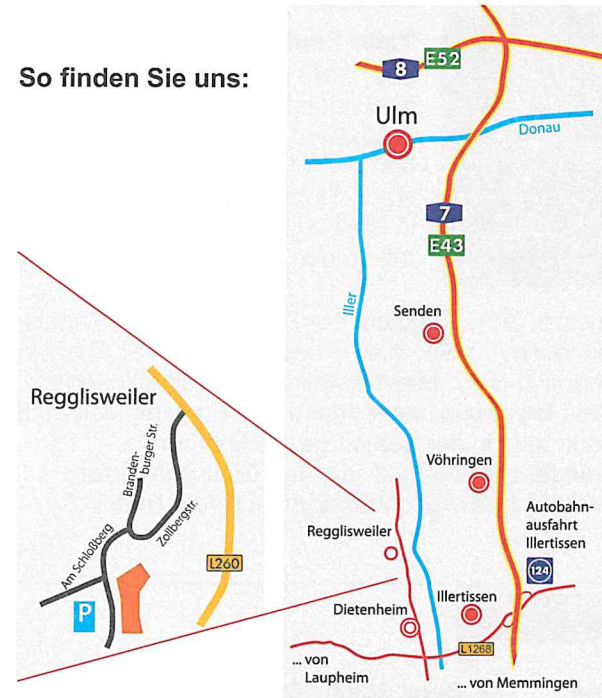 So finden Sie uns:
8
E52
Ulm
Donau
7
E43
Iller
Senden
Vöhringen
Autobahn-
ausfahrt
Illertissen
124
Regglisweiler
Dietenheim
Illertissen
L1268
... von
Laupheim
... von Memmingen
Regglisweiler
Branden-
burger Str.
Zollbergstr.
Am Schloßberg
L260
P